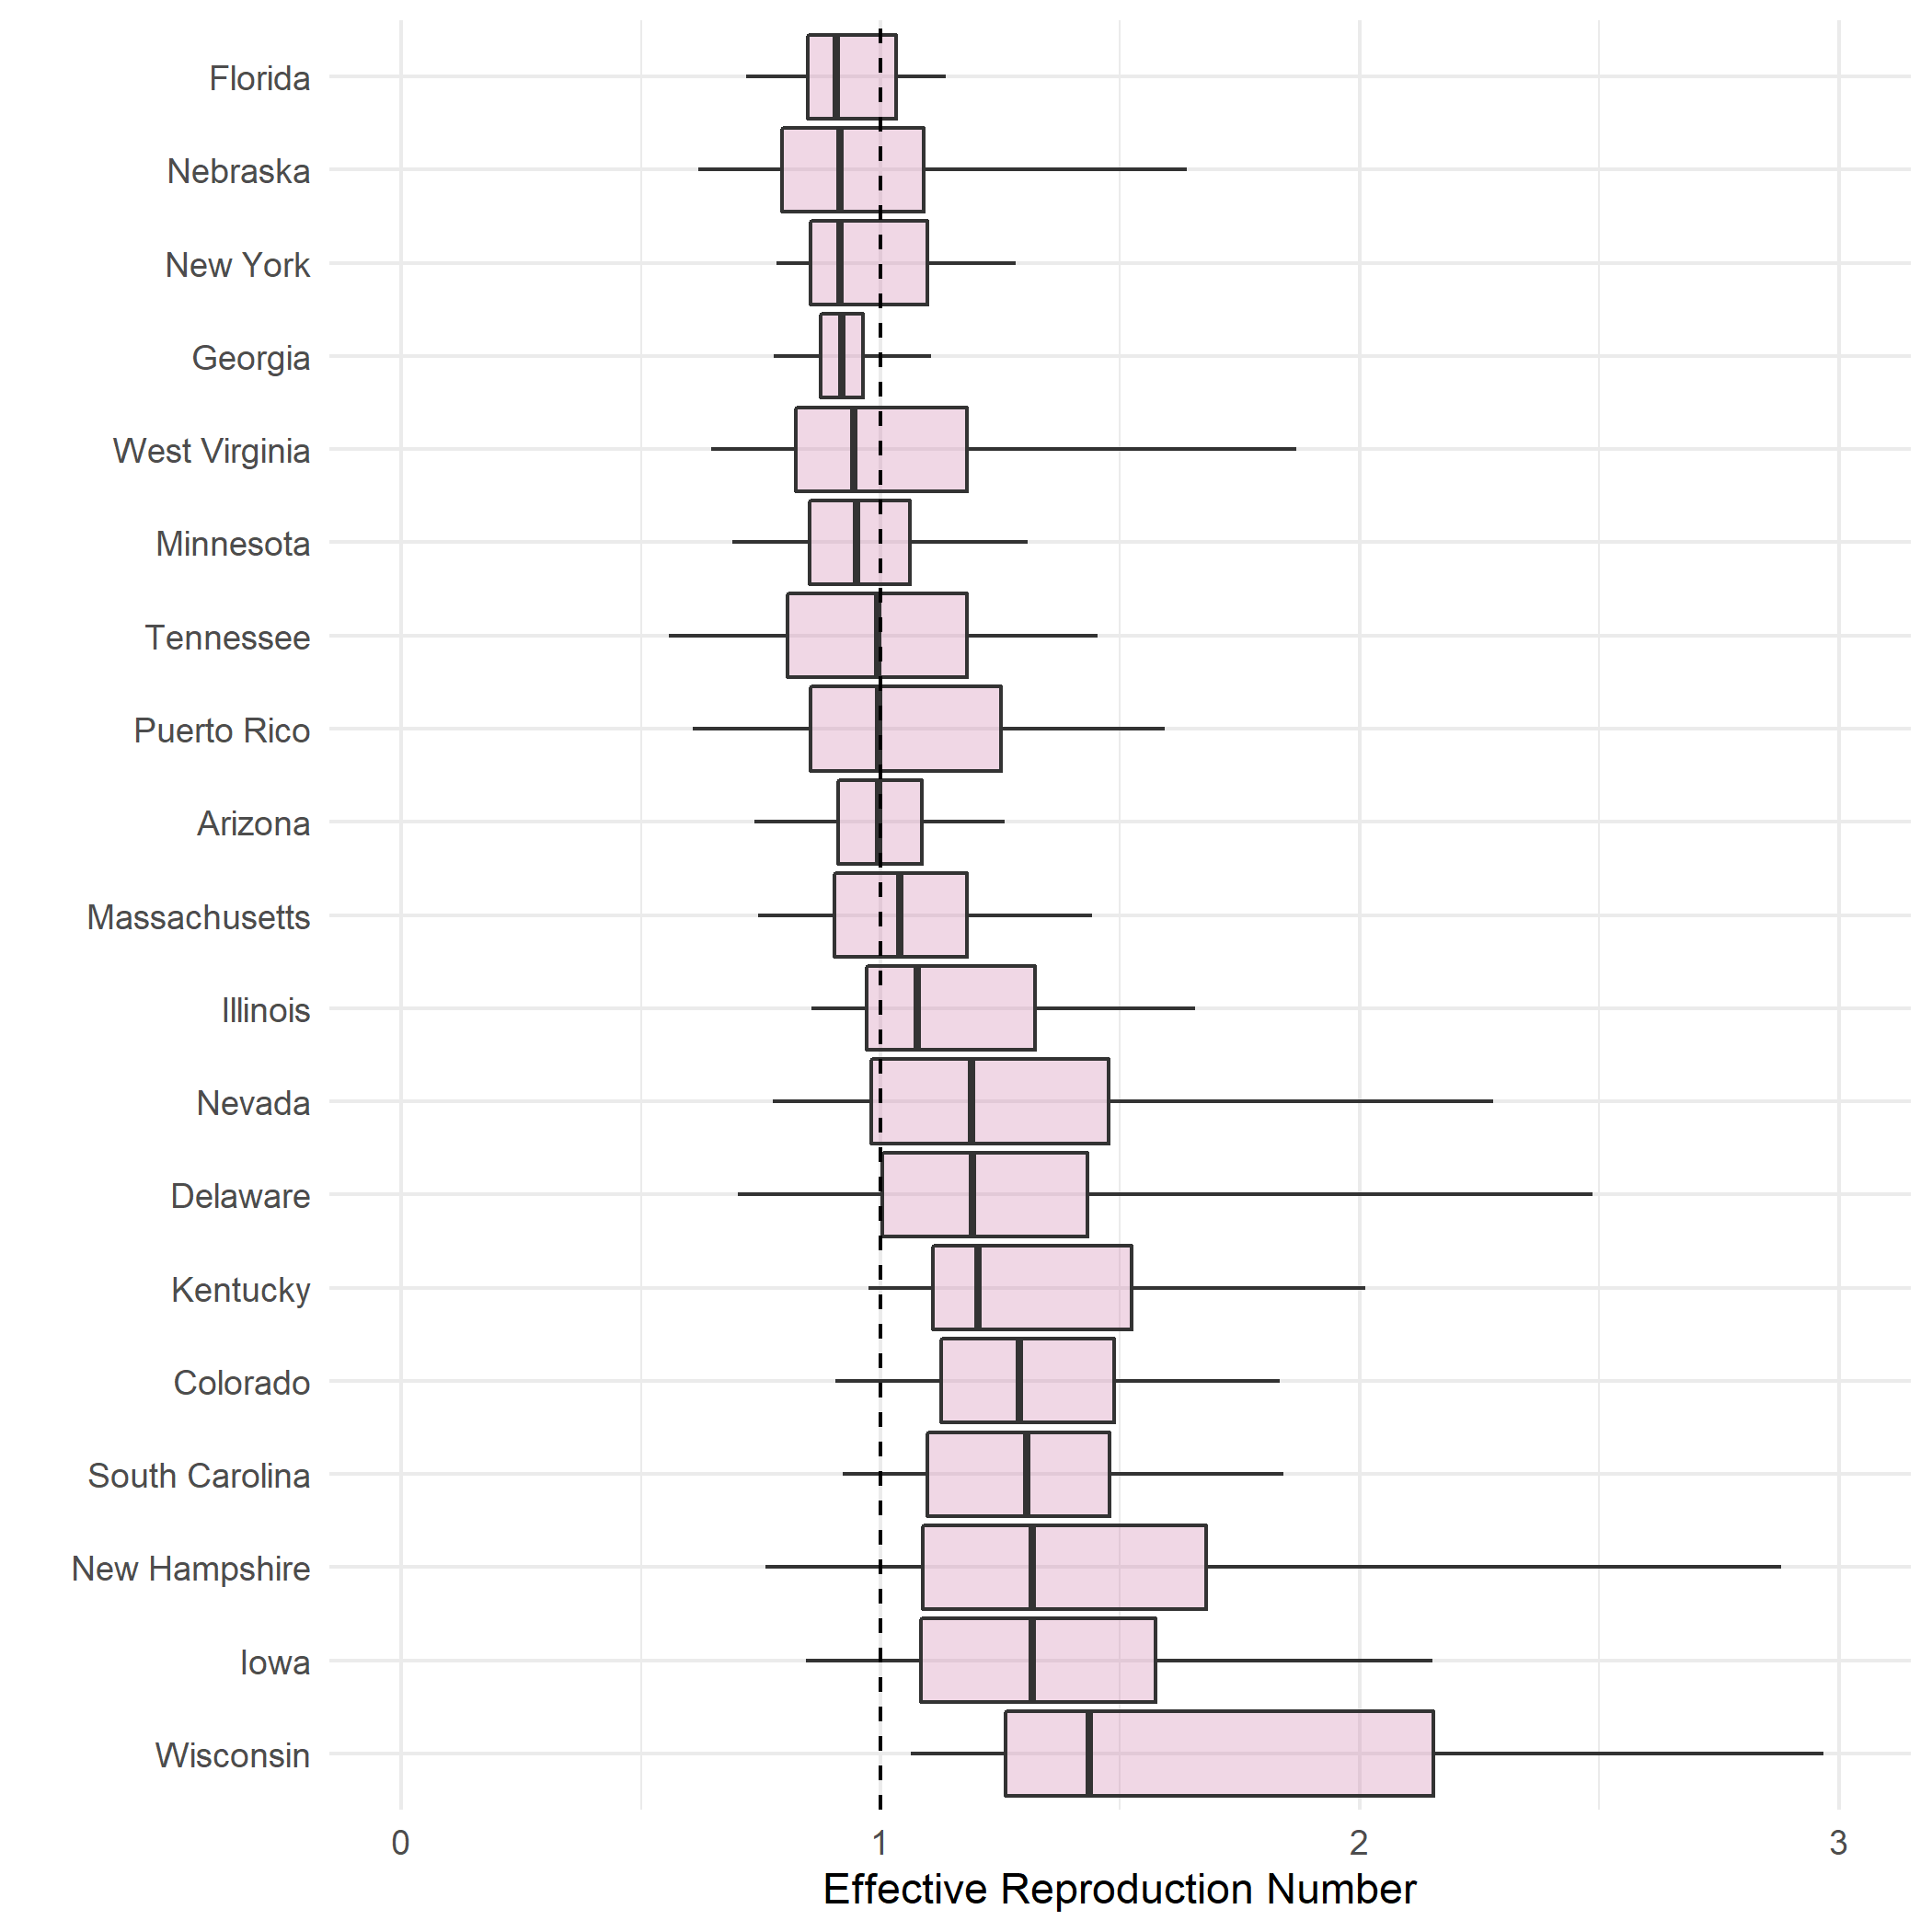 Florida
Nebraska
New York
Georgia
West Virginia
Minnesota
Tennessee
Puerto Rico
Arizona
Massachusetts
Illinois
Nevada
Delaware
Kentucky
Colorado
South Carolina
New Hampshire
Iowa
Wisconsin
0 1 2 3
Effective Reproduction Number